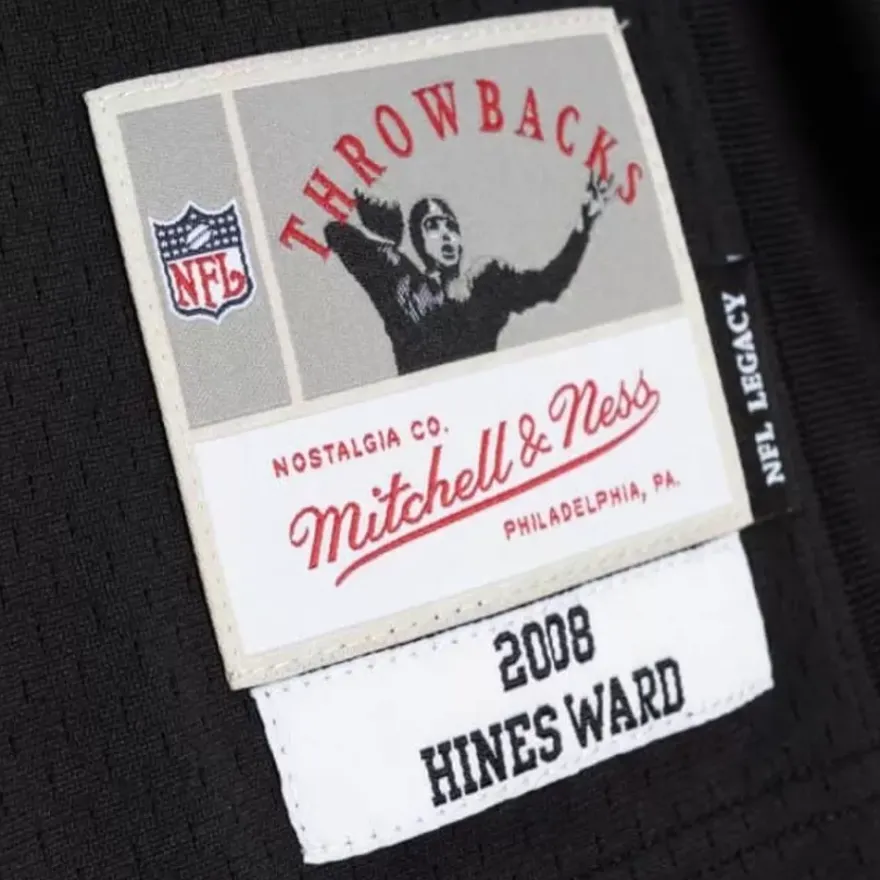 THROWBACKS
NFL
NOSTALGIA CO.
Mitchell & Ness
PHILADELPHIA, PA.
NFL LEGACY
2008
HINES WARD